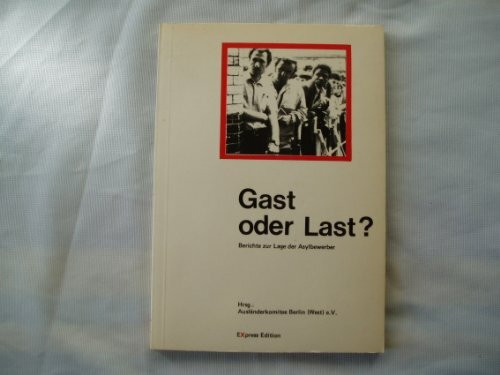 Gast
oder Last?
Berichte zur Lage der Asylbewerber
Hrsg.:
Ausländerkomitee Berlin (West) e.V.
EXpress Edition